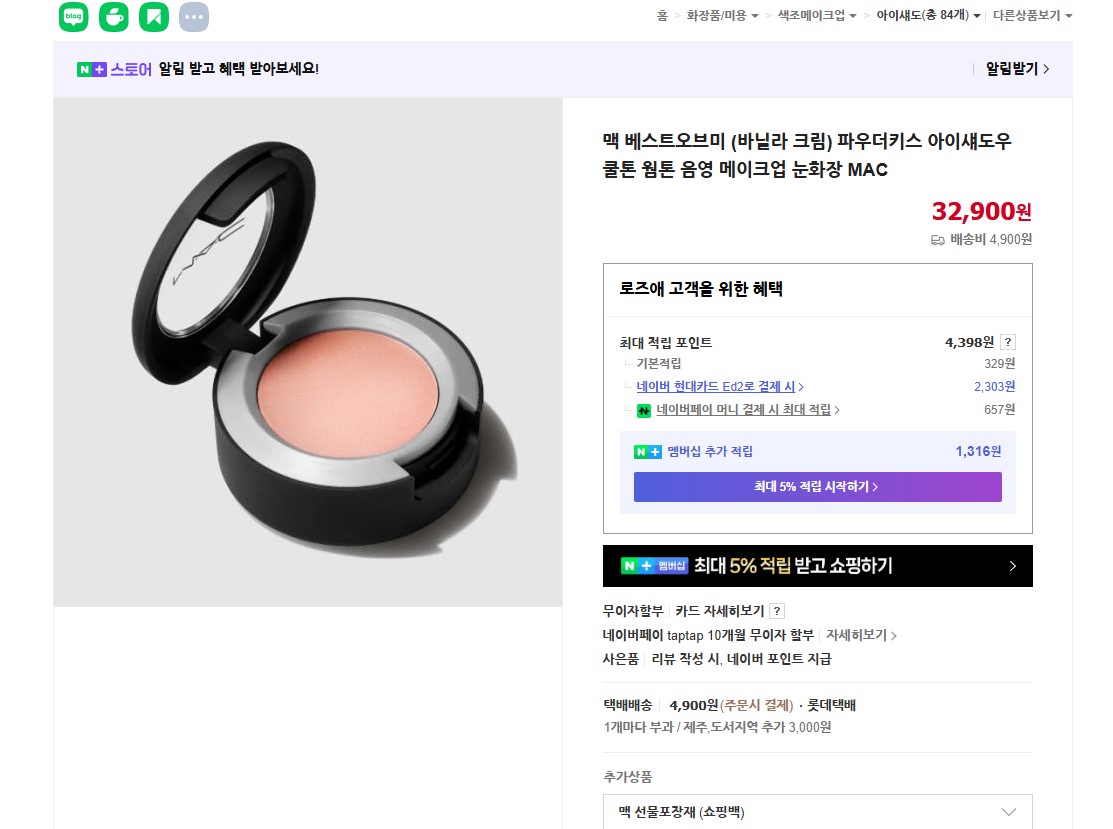 blog
홈 > 화장품/미용 > 색조메이크업 > 아이섀도(총 84개) 다른상품보기
N+ 스토어 알림 받고 혜택 받아보세요!
알림받기 >
MAC
맥 베스트오브미 (바닐라 크림) 파우더키스 아이섀도우
쿨톤 웜톤 음영 메이크업 눈화장 MAC
32,900원
배송비 4,900원
로즈애 고객을 위한 혜택
최대 적립 포인트 4,398원 ?
기본적립 329원
네이버 현대카드 Ed2로 결제 시 > 2,303원
N 네이버페이 머니 결제 시 최대 적립 > 657원
N+ 멤버십 추가 적립 1,316원
최대 5% 적립 시작하기 >
N+ 멤버십 최대 5% 적립 받고 쇼핑하기 >
무이자할부 카드 자세히보기 ?
네이버페이 taptap 10개월 무이자 할부 자세히보기 >
사은품 리뷰 작성 시, 네이버 포인트 지급
택배배송 4,900원(주문시 결제) · 롯데택배
1개마다 부과 / 제주,도서지역 추가 3,000원
추가상품
맥 선물포장재 (쇼핑백)